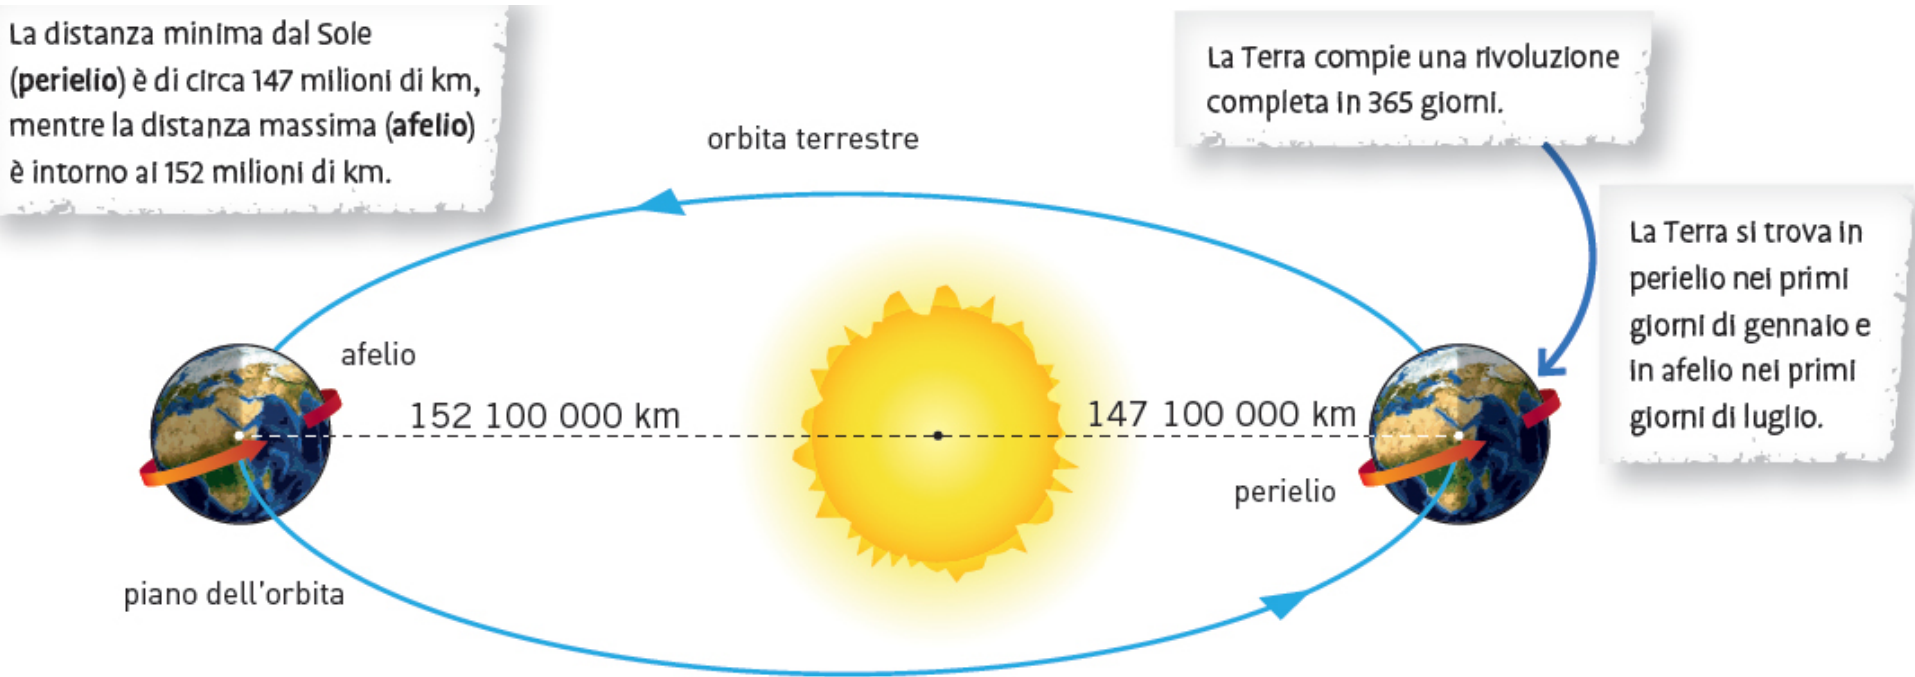 La distanza minima dal Sole
(perielio) è di circa 147 milioni di km,
mentre la distanza massima (afelio)
è intorno ai 152 milioni di km.
La Terra compie una rivoluzione
completa in 365 giorni.
orbita terrestre
La Terra si trova in
perielio nei primi
giorni di gennaio e
in afelio nei primi
giorni di luglio.
afelio
152 100 000 km
147 100 000 km
perielio
piano dell'orbita